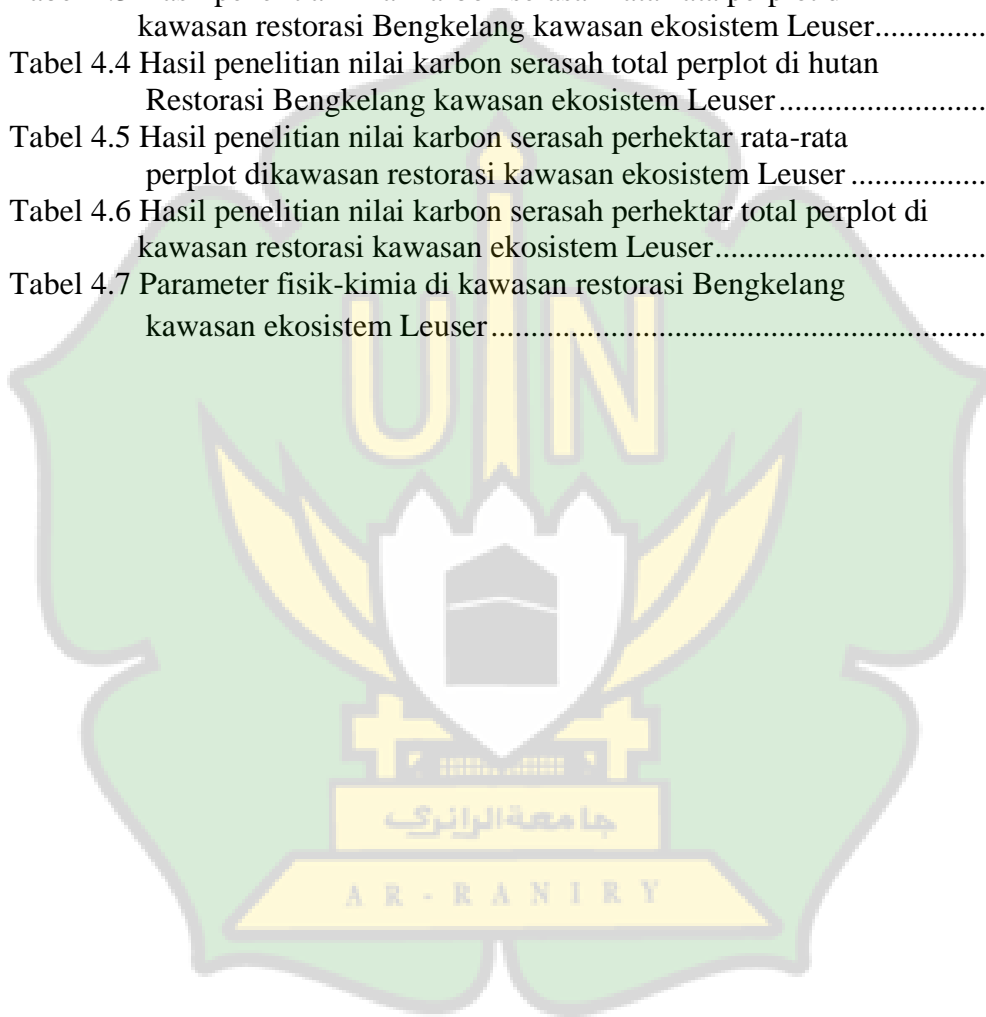 kawasan restorasi Bengkelang kawasan ekosistem Leuser..............
Tabel 4.4 Hasil penelitian nilai karbon serasah total perplot di hutan
Restorasi Bengkelang kawasan ekosistem Leuser..........................
Tabel 4.5 Hasil penelitian nilai karbon serasah perhektar rata-rata
perplot dikawasan restorasi kawasan ekosistem Leuser .................
Tabel 4.6 Hasil penelitian nilai karbon serasah perhektar total perplot di
kawasan restorasi kawasan ekosistem Leuser..................................
Tabel 4.7 Parameter fisik-kimia di kawasan restorasi Bengkelang
kawasan ekosistem Leuser..............................................................
UIN
جامعة الرانري
AR-RANIRY